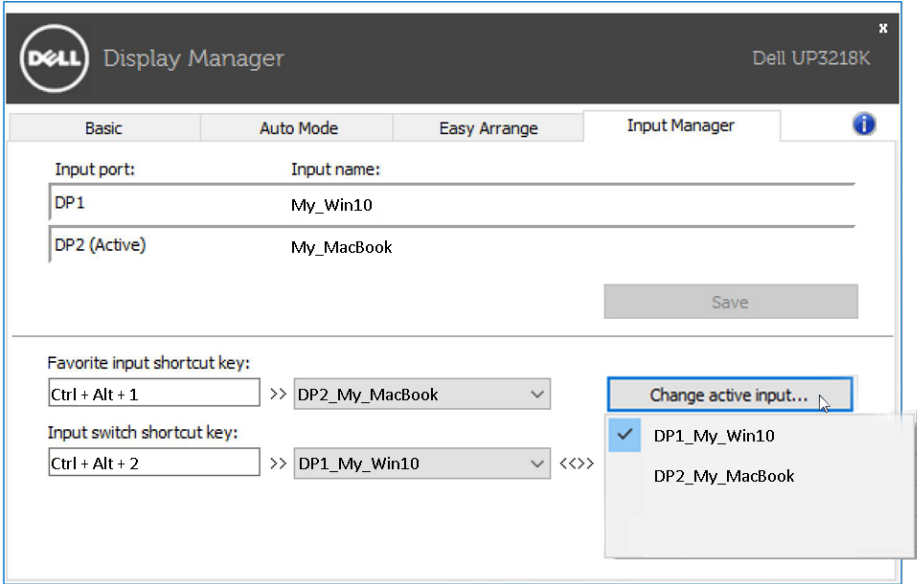 x
DELL Display Manager Dell UP3218K
Basic Auto Mode Easy Arrange Input Manager i
Input port: Input name:
DP1 My_Win10
DP2 (Active) My_MacBook
Save
Favorite input shortcut key:
Ctrl + Alt + 1 >> DP2_My_MacBook Change active input...
Input switch shortcut key:
DP1_My_Win10
Ctrl + Alt + 2 >> DP1_My_Win10 <<>>
DP2_My_MacBook